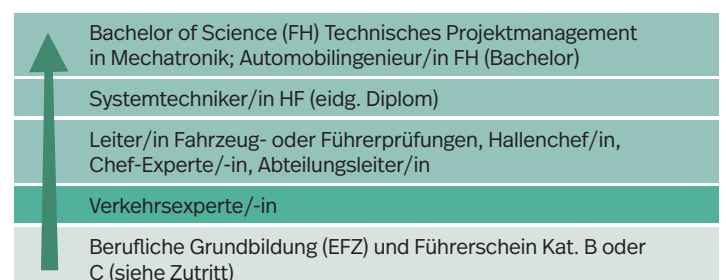 Bachelor of Science (FH) Technisches Projektmanagement
in Mechatronik; Automobilingenieur/in FH (Bachelor)
Systemtechniker/in HF (eidg. Diplom)
Leiter/in Fahrzeug- oder Führerprüfungen, Hallenchef/in,
Chef-Experte/-in, Abteilungsleiter/in
Verkehrsexperte/-in
Berufliche Grundbildung (EFZ) und Führerschein Kat. B oder
C (siehe Zutritt)